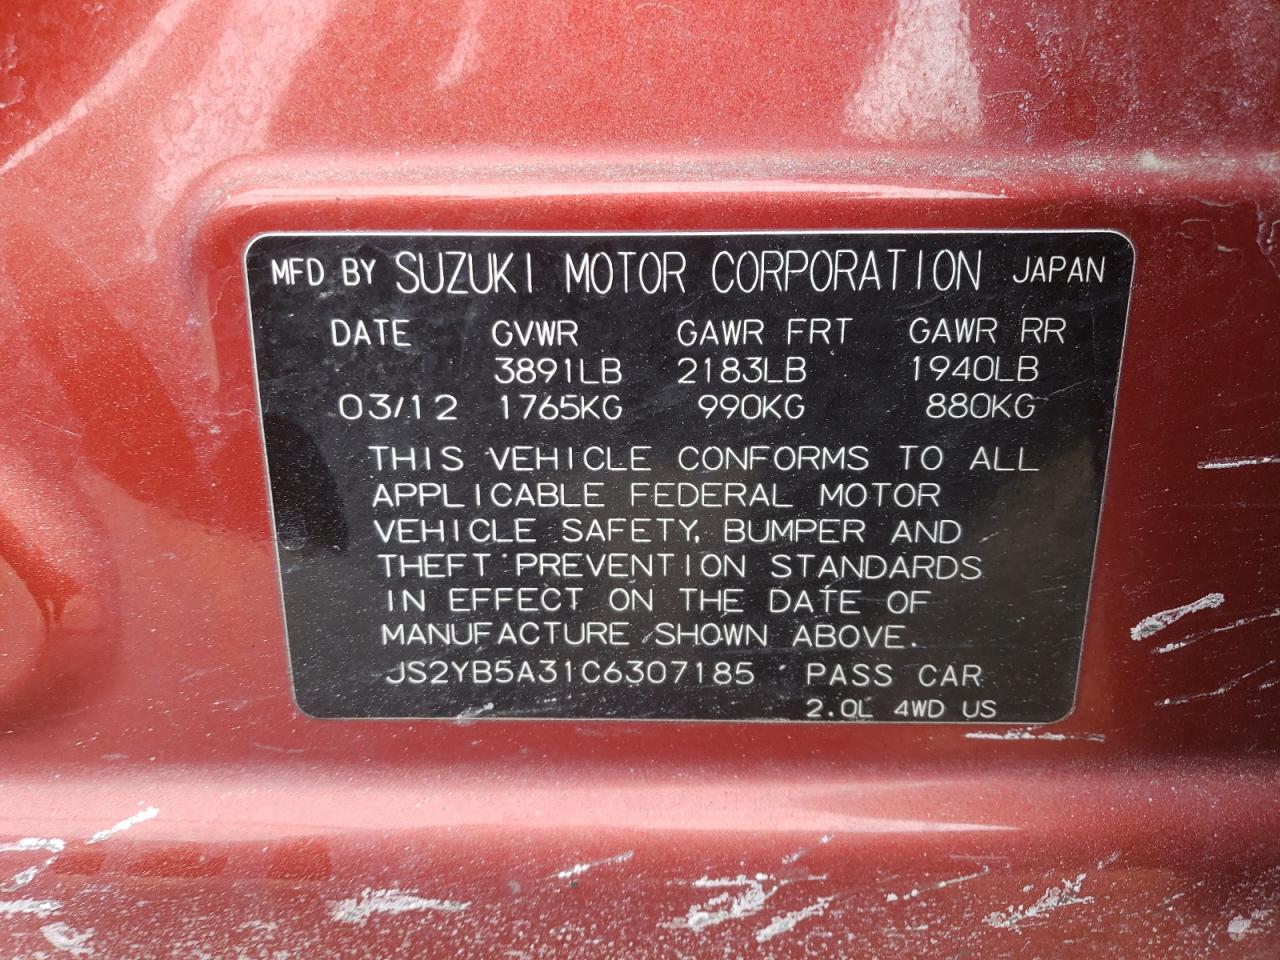 MFD BY SUZUKI MOTOR CORPORATION JAPAN
DATE GVWR GAWR FRT GAWR RR
3891LB 2183LB 1940LB
03/12 1765KG 990KG 880KG
THIS VEHICLE CONFORMS TO ALL
APPLICABLE FEDERAL MOTOR
VEHICLE SAFETY, BUMPER AND
THEFT PREVENTION STANDARDS
IN EFFECT ON THE DATE OF
MANUFACTURE SHOWN ABOVE.
JS2YB5A31C6307185 PASS CAR
2.0L 4WD US